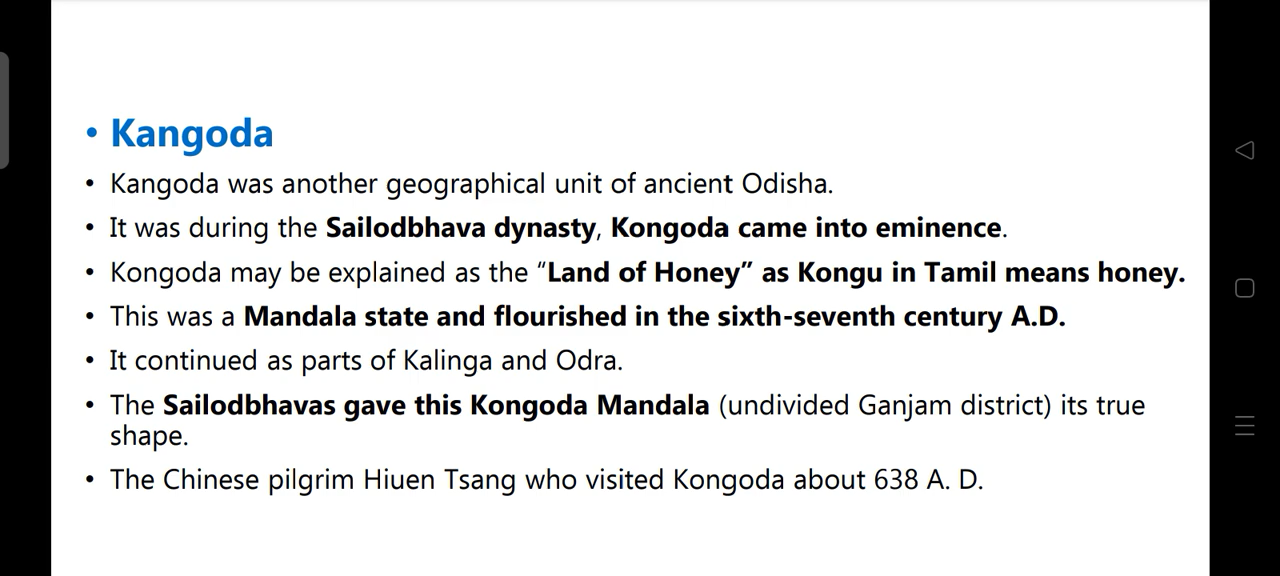 • Kangoda
• Kangoda was another geographical unit of ancient Odisha.
• It was during the Sailodbhava dynasty, Kongoda came into eminence.
• Kongoda may be explained as the “Land of Honey” as Kongu in Tamil means honey.
• This was a Mandala state and flourished in the sixth-seventh century A.D.
• It continued as parts of Kalinga and Odra.
• The Sailodbhavas gave this Kongoda Mandala (undivided Ganjam district) its true
shape.
• The Chinese pilgrim Hiuen Tsang who visited Kongoda about 638 A. D.